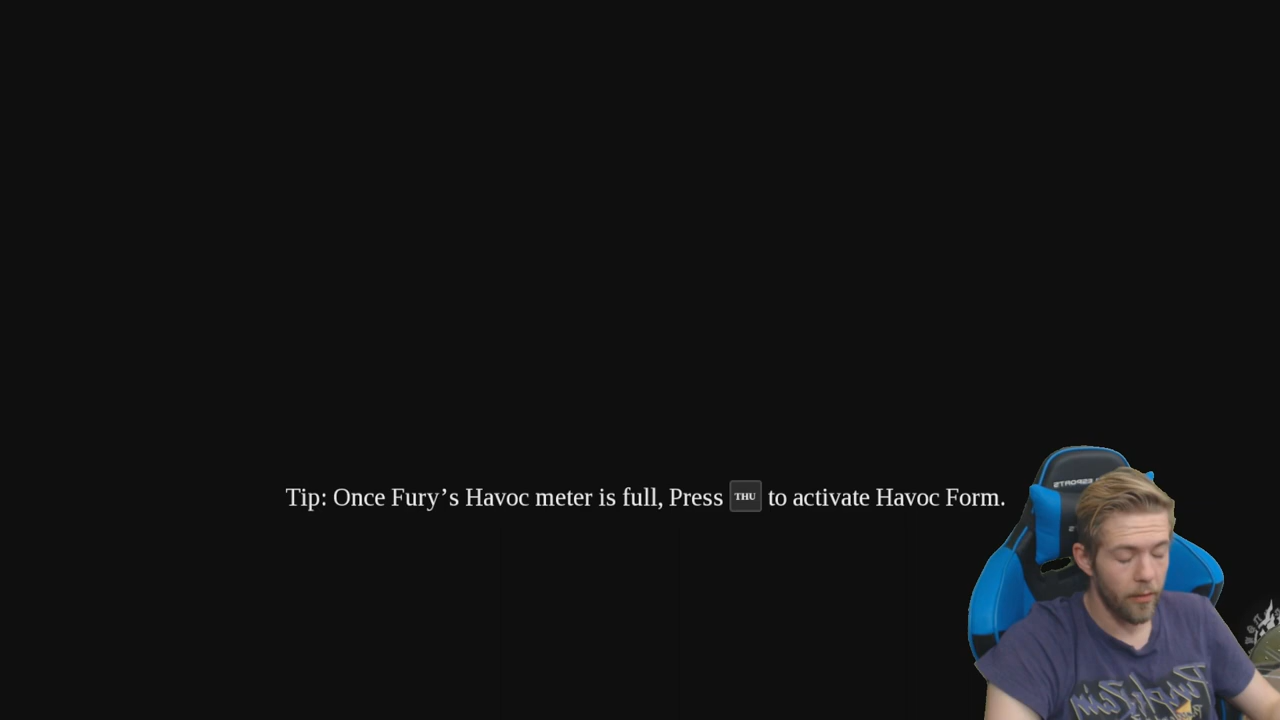 Tip: Once Fury’s Havoc meter is full, Press THU to activate Havoc Form.